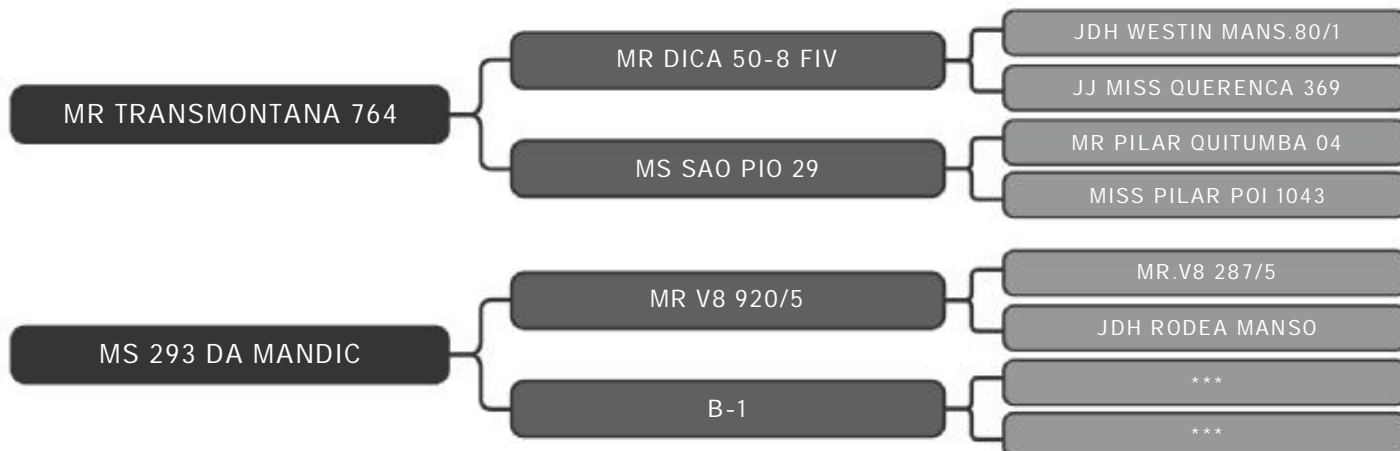 MR TRANSMONTANA 764
MR DICA 50-8 FIV
JDH WESTIN MANS.80/1
JJ MISS QUERENCA 369
MS SAO PIO 29
MR PILAR QUITUMBA 04
MISS PILAR POI 1043
MS 293 DA MANDIC
MR V8 920/5
MR.V8 287/5
JDH RODEA MANSO
B-1
***
***